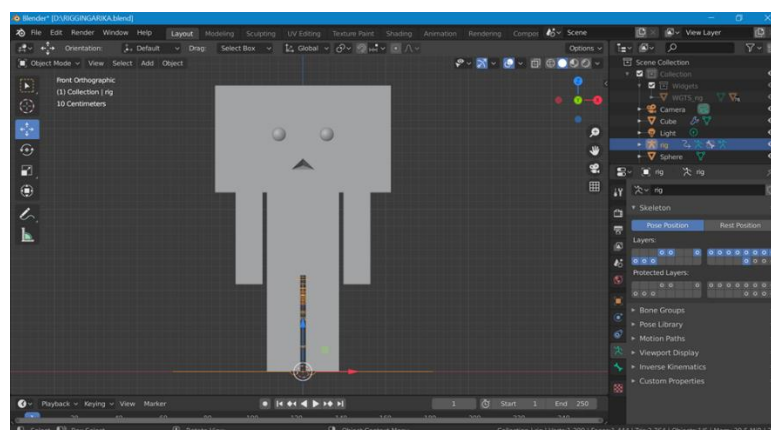 Blender* [D:\RIGGINGARIKA.blend]
File Edit Render Window Help Layout Modeling Sculpting UV Editing Texture Paint Shading Animation Rendering Scene View Layer
Orientation: Default Drag: Select Box Global Options
Object Mode View Select Add Object
Front Orthographic
(1) Collection | rig
10 Centimeters
Scene Collection
Collection
Widgets
WGTS_rig
Camera
Cube
Light
rig
Sphere
rig rig
rig
Skeleton
Pose Position Rest Position
Layers:
Protected Layers:
Bone Groups
Pose Library
Motion Paths
Viewport Display
Inverse Kinematics
Custom Properties
Playback Keying View Marker 1 Start 1 End 250